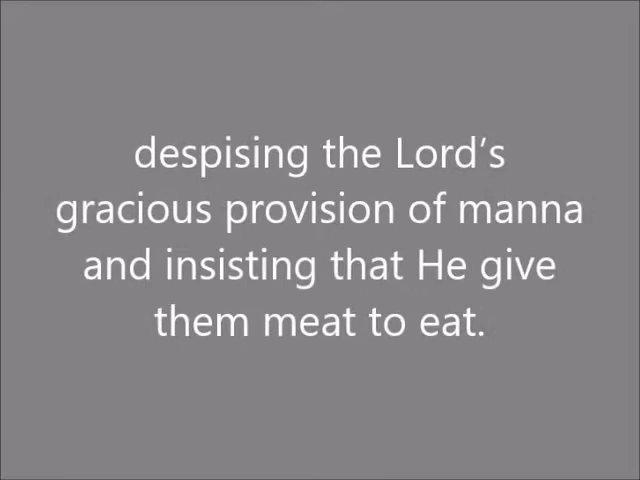 despising the Lord’s
gracious provision of manna
and insisting that He give
them meat to eat.